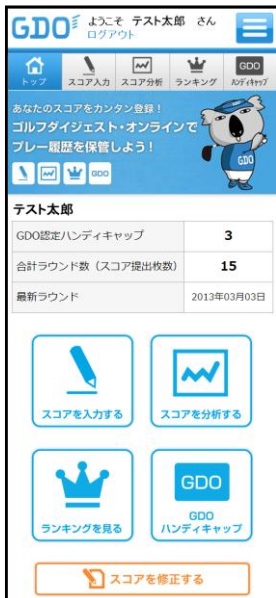 GDO ようこそ テスト太郎 さん
ログアウト
トップ スコア入力 スコア分析 ランキング GDO ハンディキャップ
あなたのスコアをカンタン登録！
ゴルフダイジェスト・オンラインで
プレー履歴を保管しよう！
GDO
GDO
テスト太郎
GDO認定ハンディキャップ 3
合計ラウンド数（スコア提出枚数） 15
最新ラウンド 2013年03月03日
スコアを入力する スコアを分析する
GDO
ランキングを見る GDO
ハンディキャップ
スコアを修正する